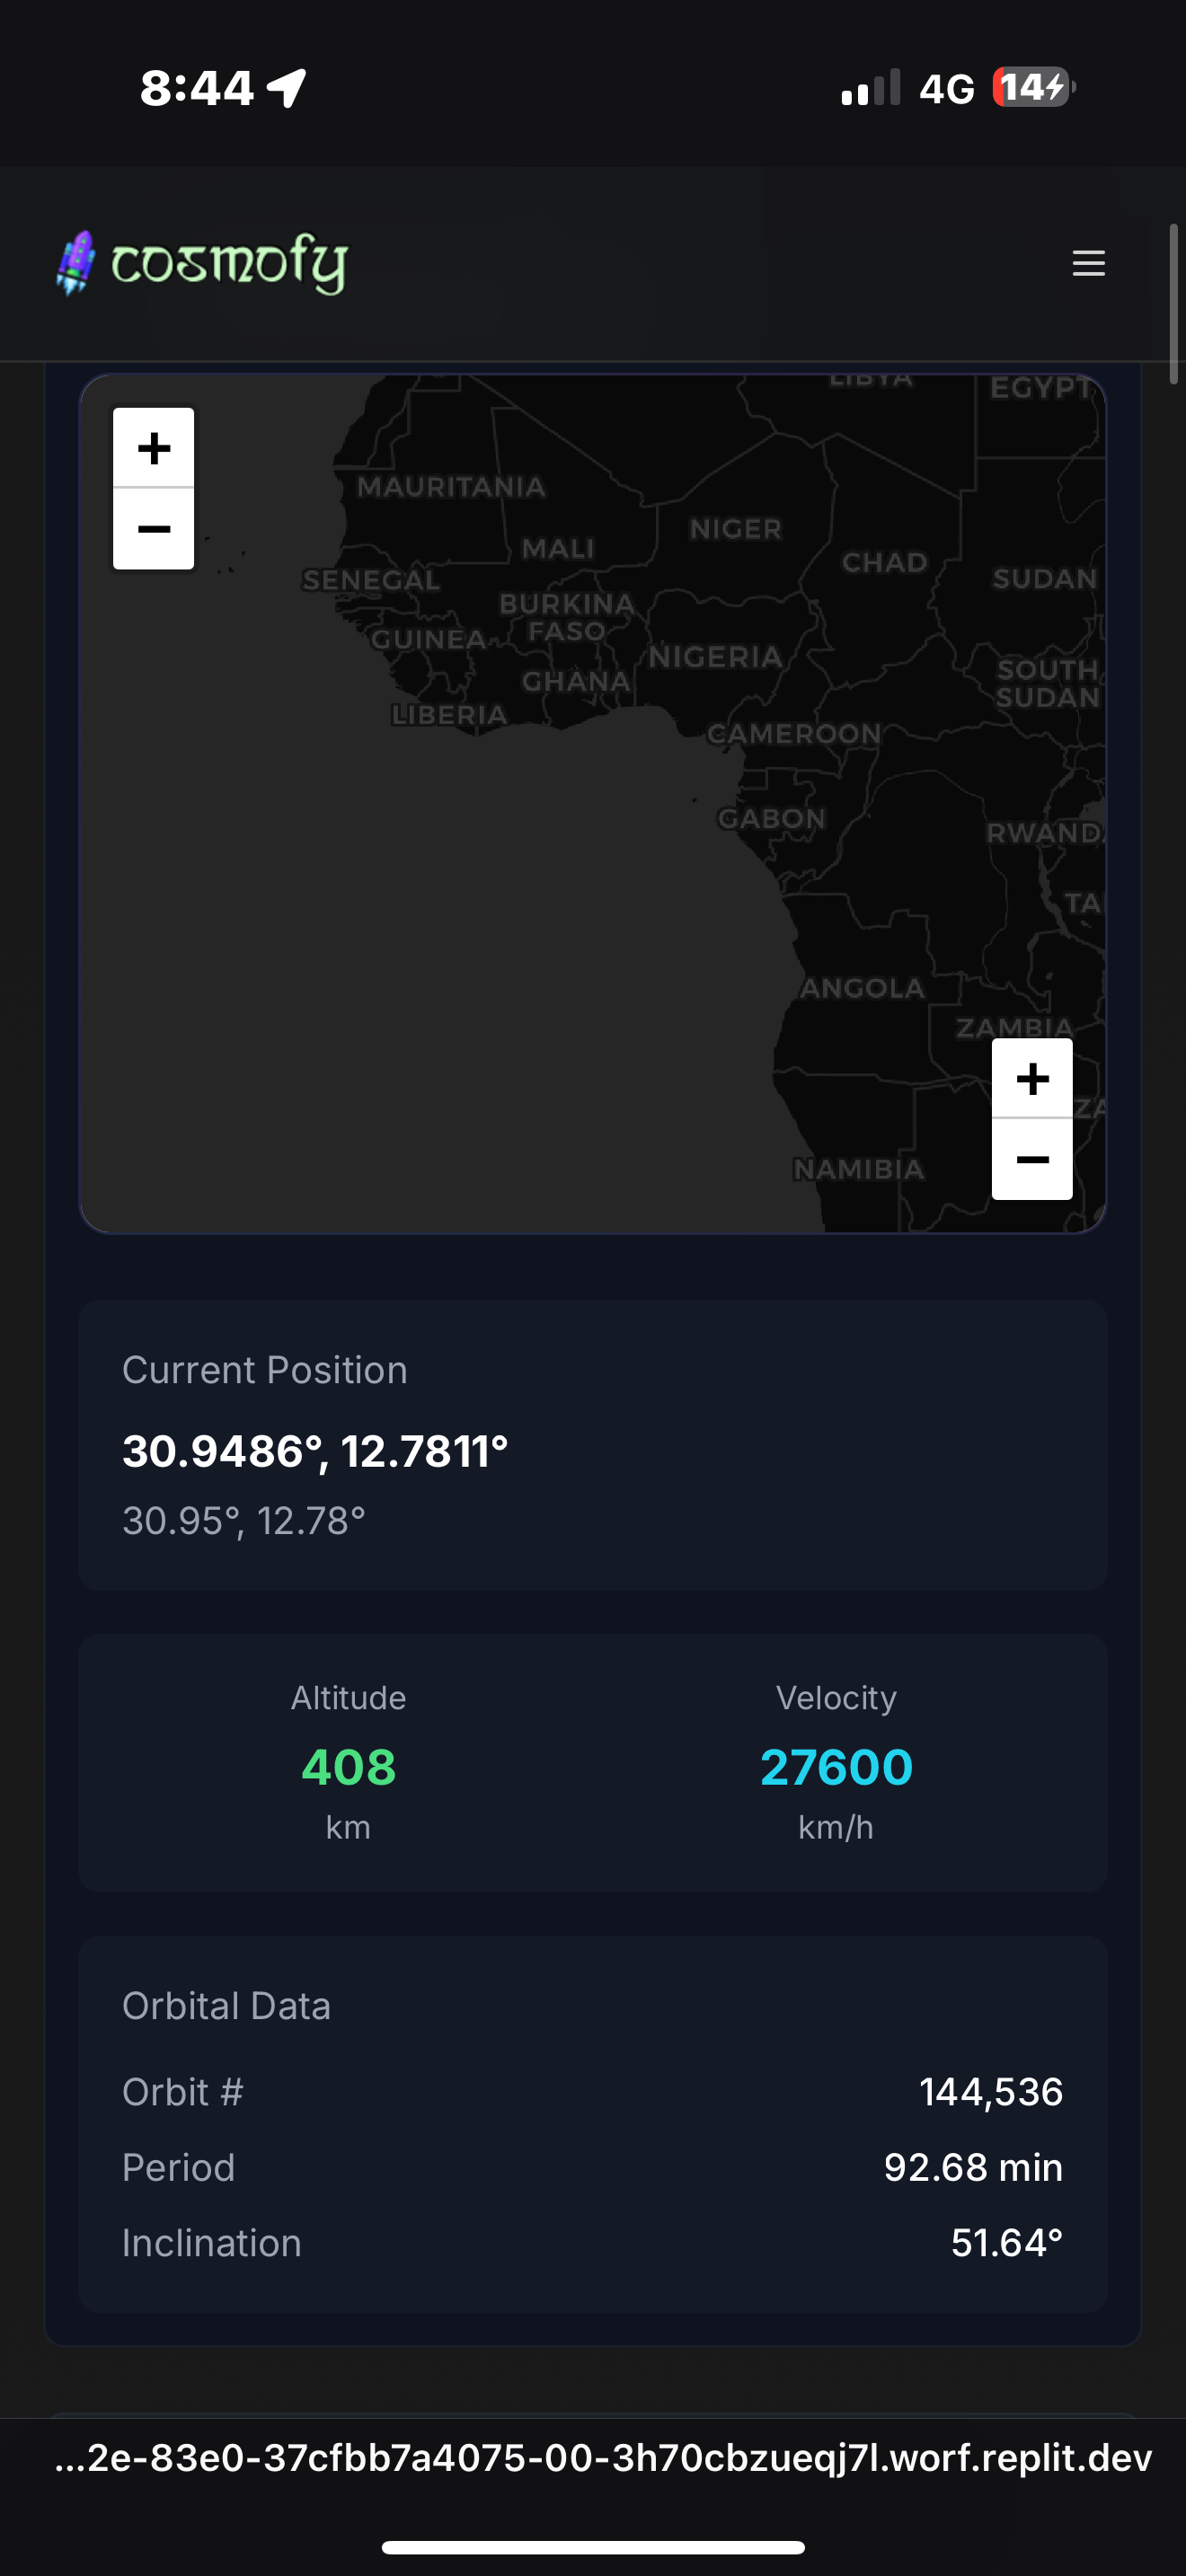 8:44
4G 14
cosmofy
+
−
LIBYA
EGYPT
MAURITANIA
NIGER
MALI
CHAD
SENEGAL
SUDAN
BURKINA
FASO
GUINEA
NIGERIA
SOUTH
SUDAN
GHANA
LIBERIA
CAMEROON
GABON
RWANDA
TA
ANGOLA
ZAMBIA
+
−
ZA
NAMIBIA
Current Position
30.9486°, 12.7811°
30.95°, 12.78°
Altitude
Velocity
408
27600
km
km/h
Orbital Data
Orbit # 144,536
Period 92.68 min
Inclination 51.64°
...2e-83e0-37cfbb7a4075-00-3h70cbzueqj7l.worf.replit.dev